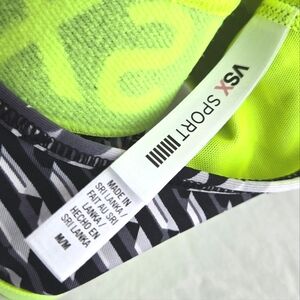 VSX SPORT
MADE IN
SRI LANKA/
FAIT AU SRI
LANKA/
HECHO EN
SRI LANKA
M/M